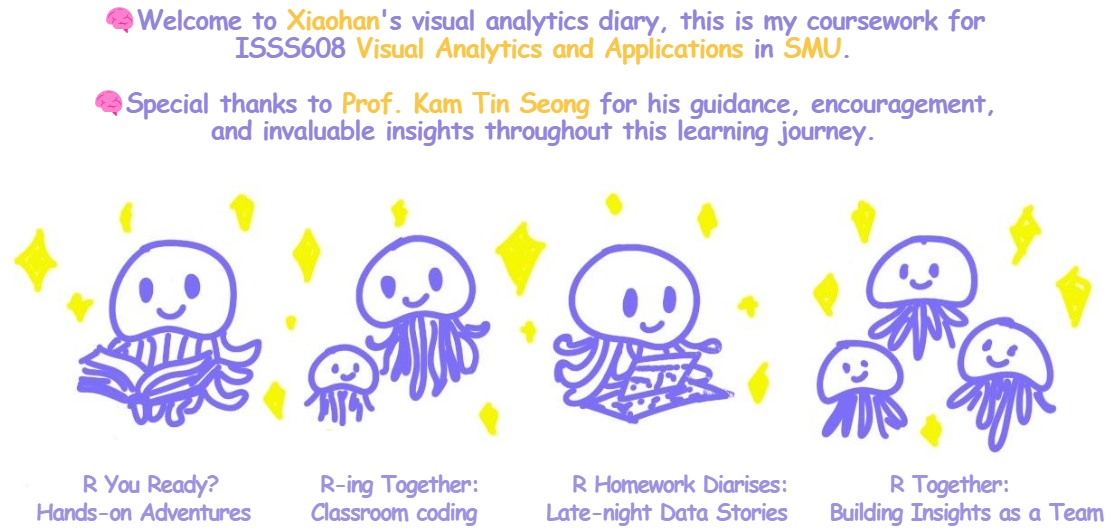 Welcome to Xiaohan's visual analytics diary, this is my coursework for
ISSS608 Visual Analytics and Applications in SMU.
Special thanks to Prof. Kam Tin Seong for his guidance, encouragement,
and invaluable insights throughout this learning journey.
R You Ready?
Hands-on Adventures
R-ing Together:
Classroom coding
R Homework Diarises:
Late-night Data Stories
R Together:
Building Insights as a Team